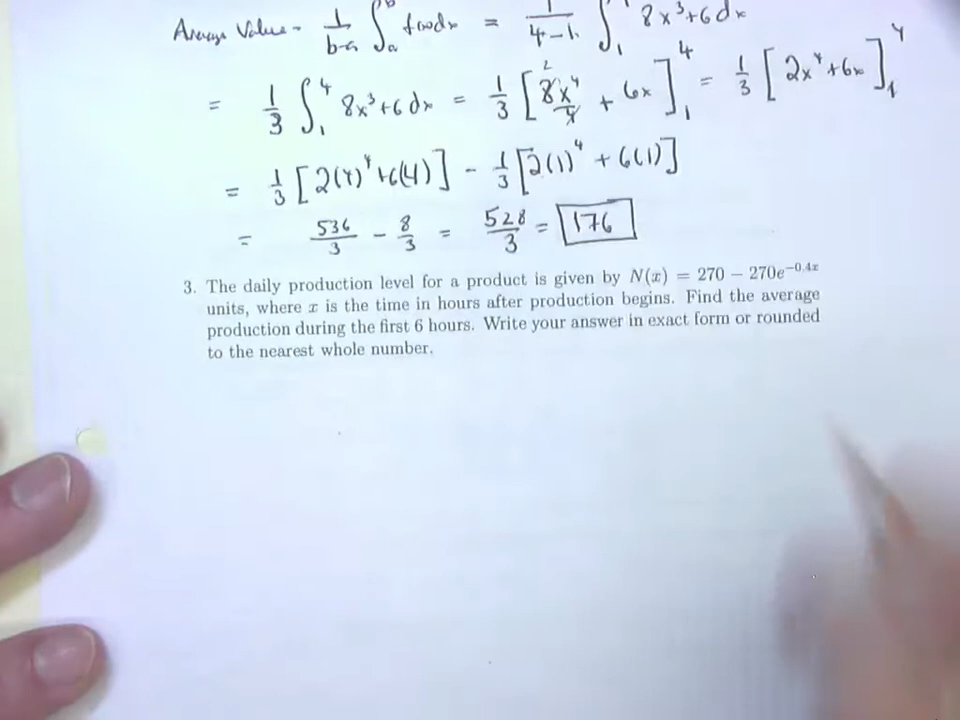 Average Value = 1/(b-a) ∫_a^b f(x)dx = 1/(4-1) ∫_1 8x³+6 dx
= 1/3 ∫_1^4 8x³+6 dx = 1/3 [ 8x⁴/4 + 6x ]_1^4 = 1/3 [ 2x⁴+6x ]_1^4
= 1/3 [2(4)⁴+6(4)] - 1/3 [2(1)⁴ + 6(1)]
= 536/3 - 8/3 = 528/3 = 176
3. The daily production level for a product is given by N(x) = 270 − 270e^{−0.4x}
units, where x is the time in hours after production begins. Find the average
production during the first 6 hours. Write your answer in exact form or rounded
to the nearest whole number.